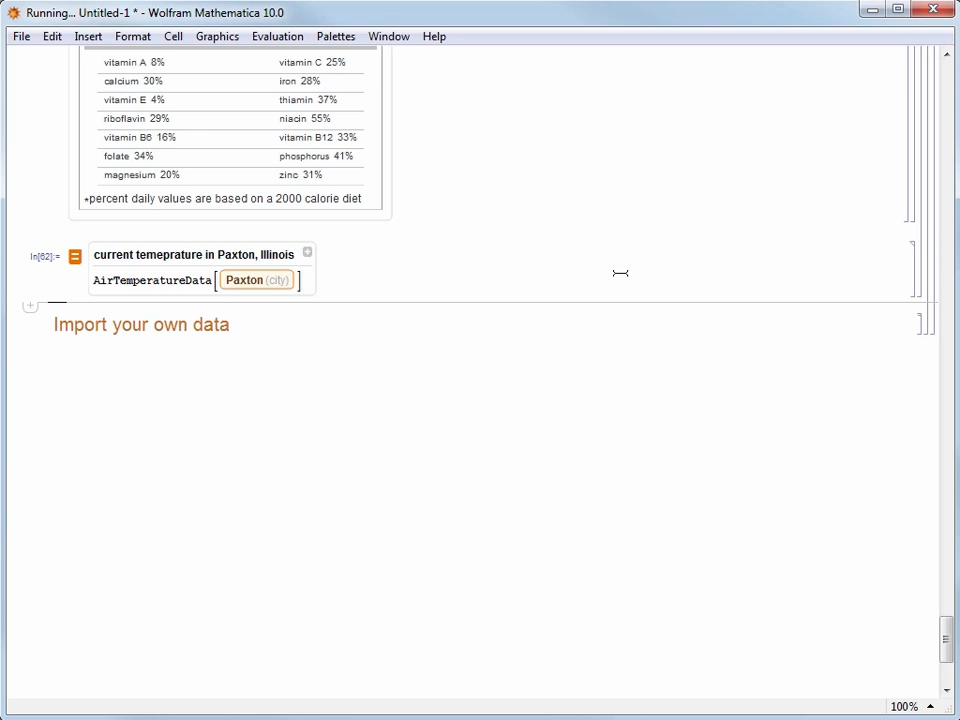 Running... Untitled-1 * - Wolfram Mathematica 10.0
File Edit Insert Format Cell Graphics Evaluation Palettes Window Help
vitamin A 8% vitamin C 25%
calcium 30% iron 28%
vitamin E 4% thiamin 37%
riboflavin 29% niacin 55%
vitamin B6 16% vitamin B12 33%
folate 34% phosphorus 41%
magnesium 20% zinc 31%
*percent daily values are based on a 2000 calorie diet
In[62]:= current temeprature in Paxton, Illinois
AirTemperatureData[Paxton (city)]
Import your own data
100%